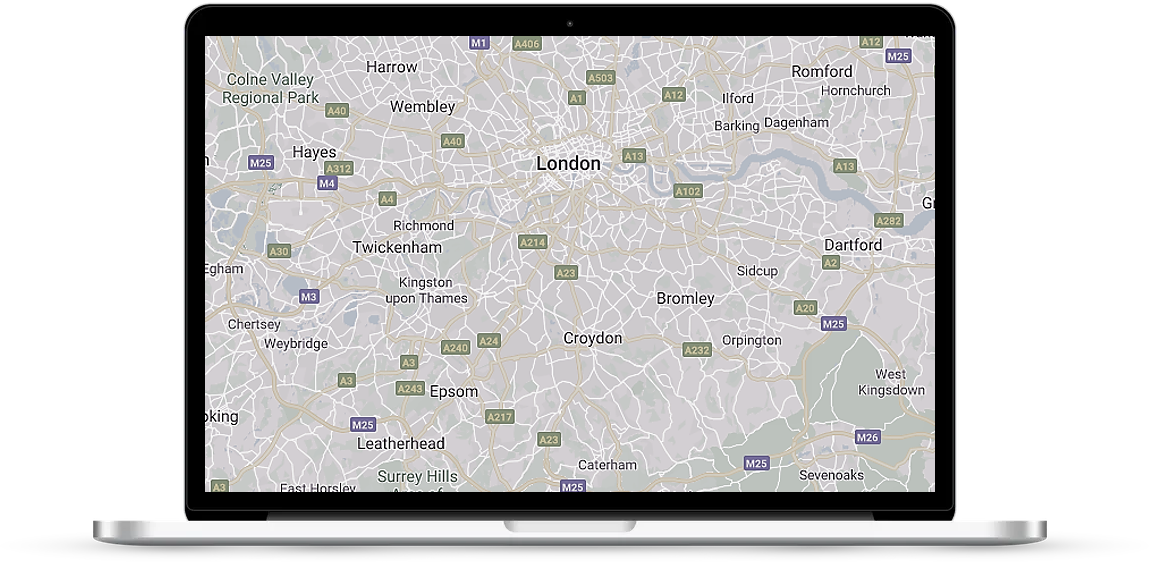 M1
A406
A12
M25
Harrow
Romford
Colne Valley
Regional Park
A503
Hornchurch
A1
A12
Ilford
Wembley
A40
Barking
Dagenham
A40
Hayes
A13
London
M25
A312
A13
M4
A102
A4
Richmond
A282
Twickenham
A214
Dartford
A30
A2
Egham
A23
Sidcup
Kingston
upon Thames
M3
Bromley
A20
Chertsey
M25
Weybridge
Croydon
A24
A240
Orpington
A232
A3
West
Kingsdown
A3
A243
Epsom
oking
A217
M25
M26
Leatherhead
A23
Caterham
M25
Sevenoaks
Surrey Hills
A3
East Horsley
M25